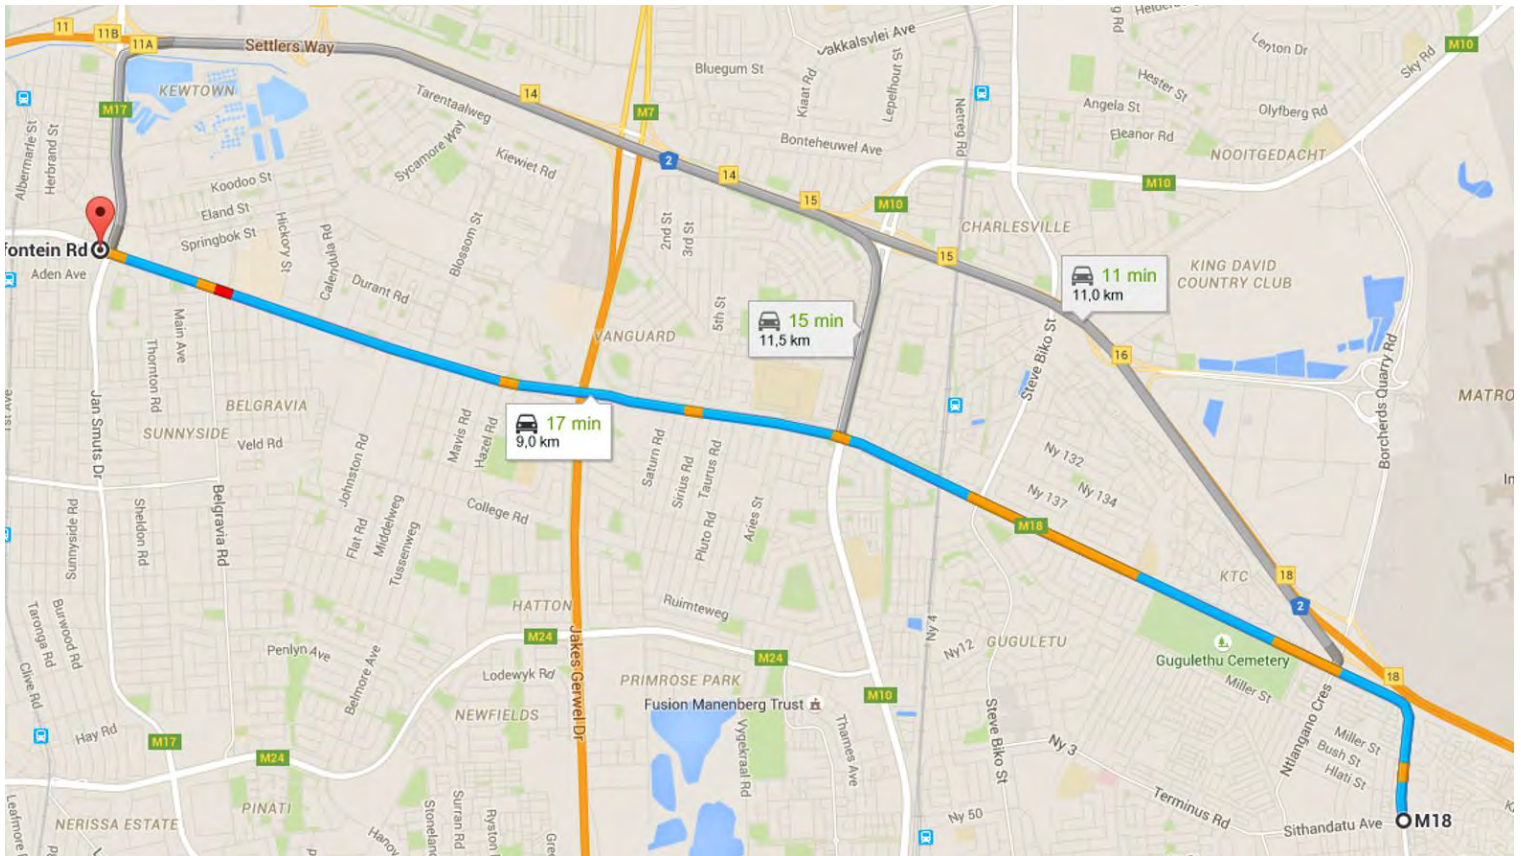 11
11B
11A
Settlers Way
KEWTOWN
M17
Albermarle St
Herbrand St
Koodoo St
Eland St
Springbok St
Hickory St
Calendula Rd
Durant Rd
Blossom St
Tarentaalweg
Sycamore Way
Kiewiet Rd
14
M7
2
14
15
Bluegum St
Jakkalsvlei Ave
Kiaat Rd
Lepelhout St
Bonteheuwel Ave
Netreg Rd
M10
M10
M10
Lenton Dr
Sky Rd
Hester St
Angela St
Olyfberg Rd
Eleanor Rd
NOOITGEDACHT
CHARLESVILLE
15
KING DAVID
COUNTRY CLUB
11 min
11,0 km
15 min
11,5 km
17 min
9,0 km
2nd St
3rd St
5th St
VANGUARD
fontein Rd
Aden Ave
Main Ave
Thornton Rd
Jan Smuts Dr
BELGRAVIA
SUNNYSIDE
Veld Rd
Belgravia Rd
Sheldon Rd
Sunnyside Rd
Johnston Rd
Flat Rd
Middelweg
Tussenweg
Mavis Rd
Hazel Rd
College Rd
Saturn Rd
Sirius Rd
Taurus Rd
Pluto Rd
Aries St
Steve Biko St
16
Borcherds Quarry Rd
MATRO
In
Ny 132
Ny 134
Ny 137
M18
KTC
18
2
Gugulethu Cemetery
GUGULETU
Ny 4
Ny12
Ruimteweg
HATTON
M24
M24
Jakes Gerwel Dr
Lodewyk Rd
PRIMROSE PARK
Fusion Manenberg Trust
M10
NEWFIELDS
Penlyn Ave
Belmore Ave
Taronga Rd
Burwood Rd
Clive Rd
Hay Rd
M17
M24
PINATI
NERISSA ESTATE
Surran Rd
Ryston
Vygekraal Rd
Thames Ave
Steve Biko St
Ny 3
Ny 50
Terminus Rd
Miller St
Ntlangano Cres
18
Miller St
Bush St
Hlati St
Sithandatu Ave
M18